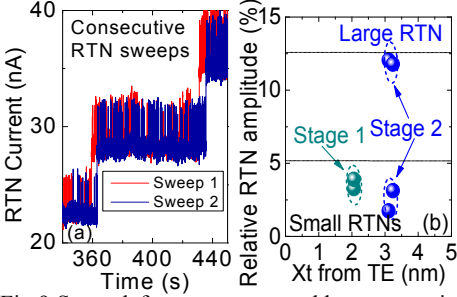 Consecutive
RTN sweeps
Sweep 1
Sweep 2
(a)
RTN Current (nA)
40
30
20
360
400
440
Time (s)
Large RTN
Stage 1
Stage 2
Small RTNs
(b)
Relative RTN amplitude (%)
15
10
5
0
0
1
2
3
4
5
Xt from TE (nm)